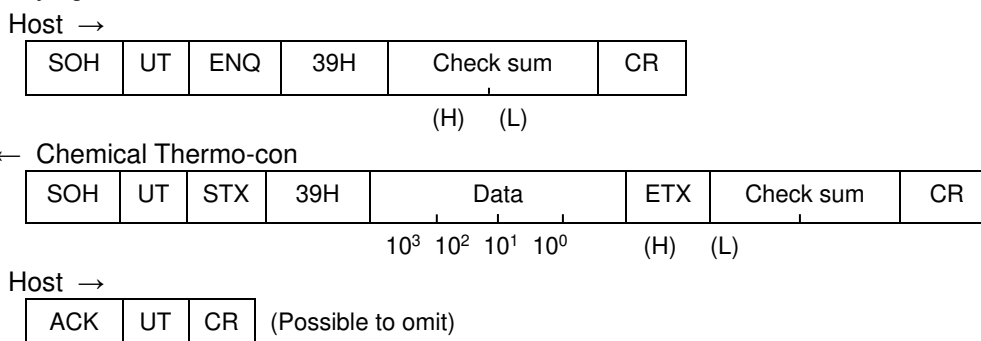 Host →
SOH UT ENQ 39H Check sum CR
(H) (L)
← Chemical Thermo-con
SOH UT STX 39H Data ETX Check sum CR
10³ 10² 10¹ 10⁰ (H) (L)
Host →
ACK UT CR (Possible to omit)